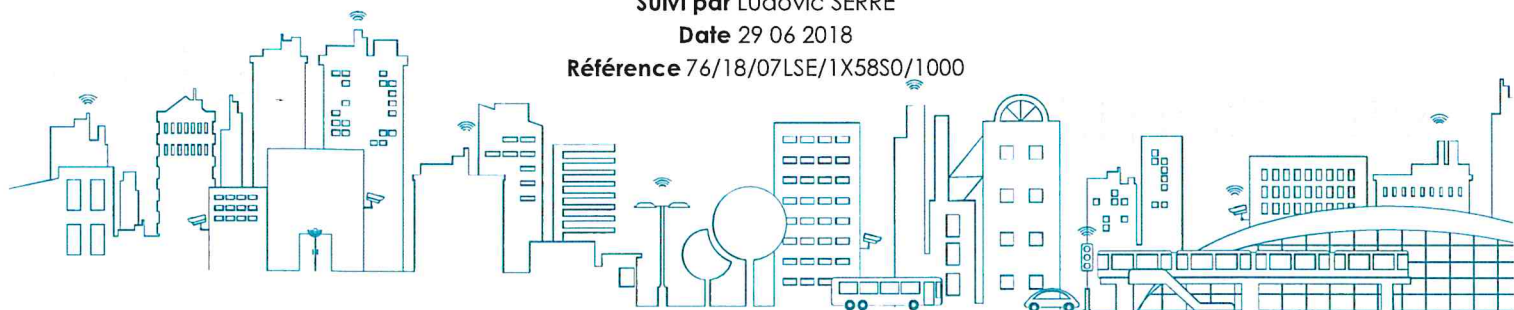 Suivi par Ludovic SERRE
Date 29 06 2018
Référence 76/18/07LSE/1X58S0/1000